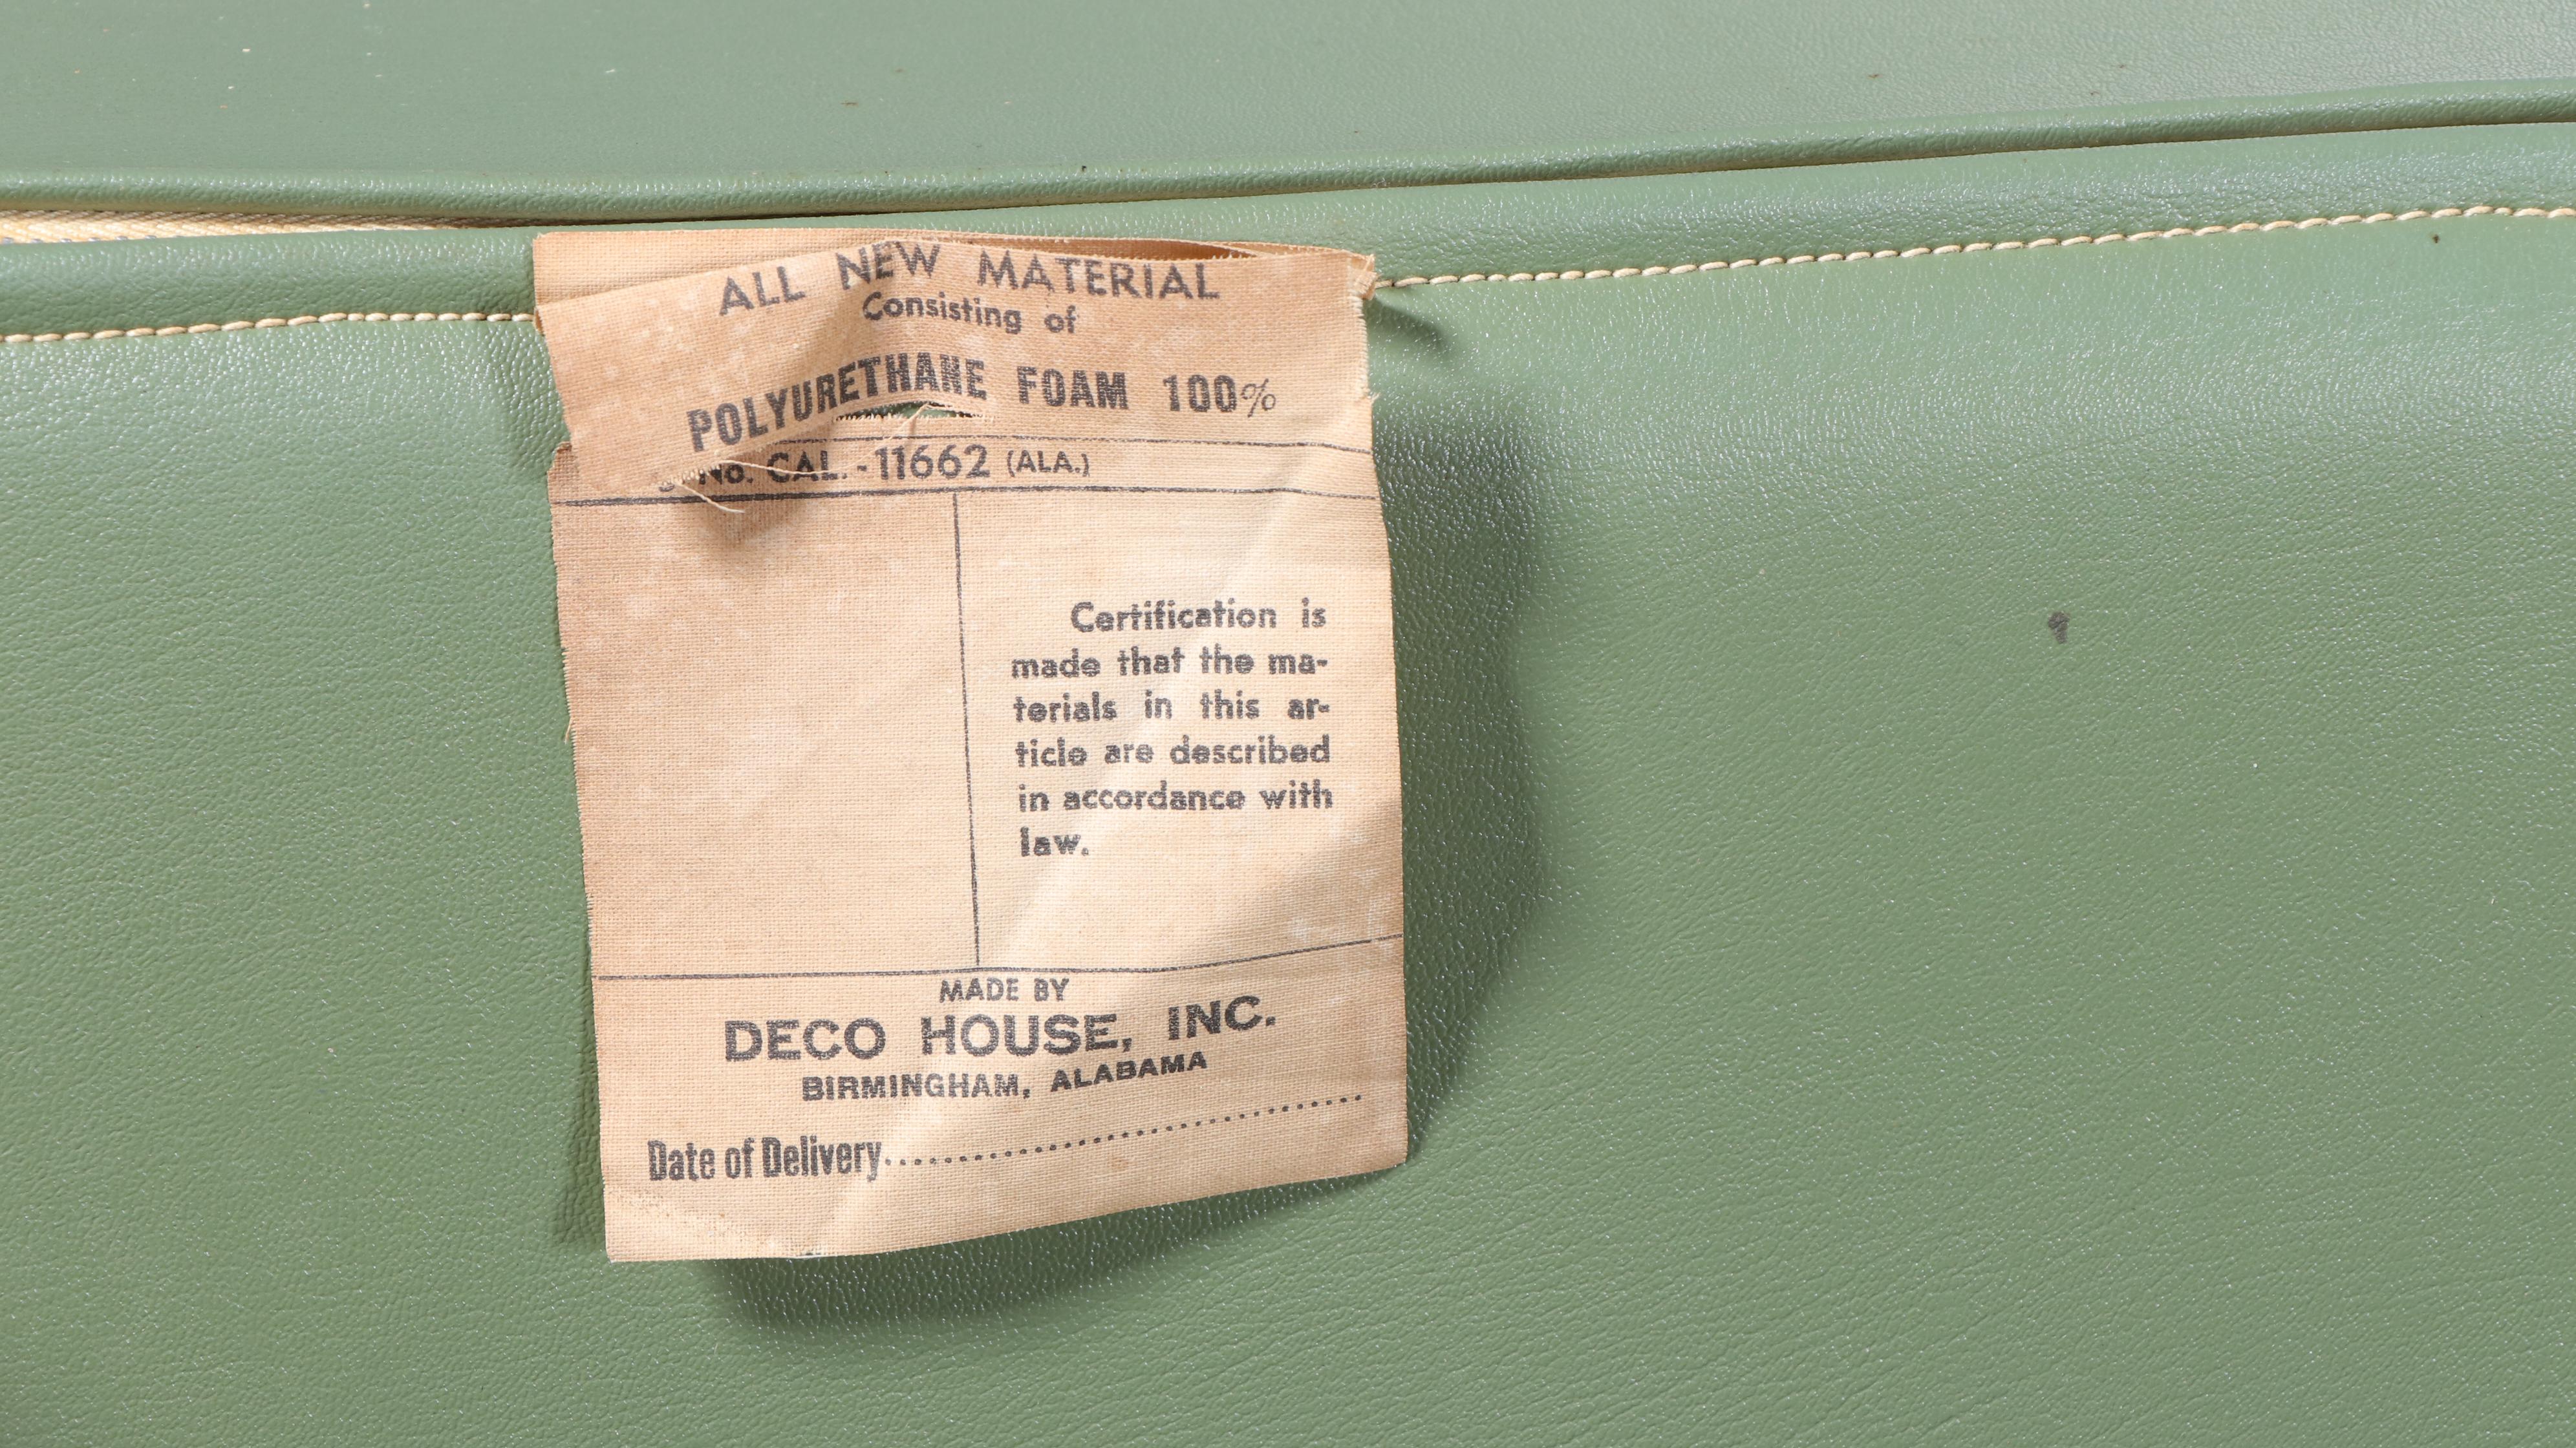 ALL NEW MATERIAL
Consisting of
POLYURETHANE FOAM 100%
No. CAL.-11662 (ALA.)
Certification is
made that the ma-
terials in this ar-
ticle are described
in accordance with
law.
MADE BY
DECO HOUSE, INC.
BIRMINGHAM, ALABAMA
Date of Delivery